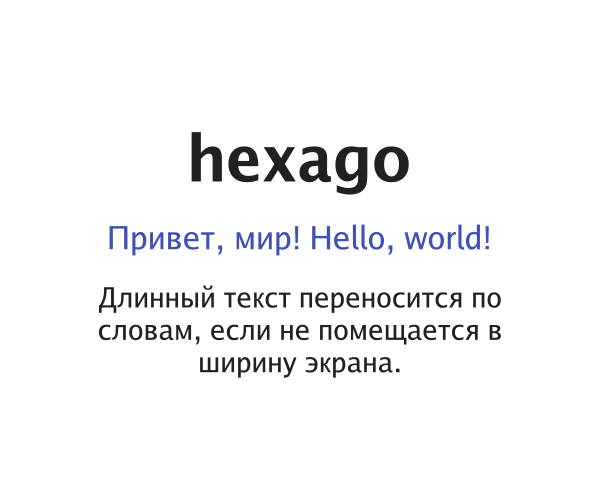 hexago
Привет, мир! Hello, world!
Длинный текст переносится по
словам, если не помещается в
ширину экрана.